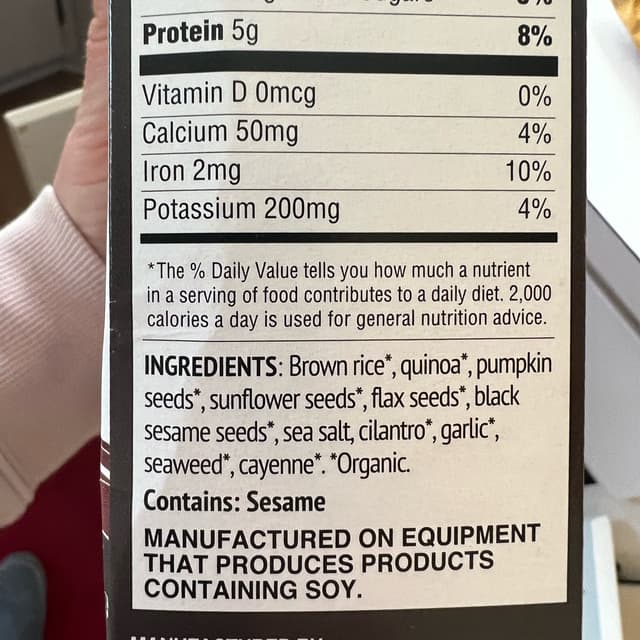 Protein 5g 8%
Vitamin D 0mcg 0%
Calcium 50mg 4%
Iron 2mg 10%
Potassium 200mg 4%
*The % Daily Value tells you how much a nutrient
in a serving of food contributes to a daily diet. 2,000
calories a day is used for general nutrition advice.
INGREDIENTS: Brown rice*, quinoa*, pumpkin
seeds*, sunflower seeds*, flax seeds*, black
sesame seeds*, sea salt, cilantro*, garlic*,
seaweed*, cayenne*. *Organic.
Contains: Sesame
MANUFACTURED ON EQUIPMENT
THAT PRODUCES PRODUCTS
CONTAINING SOY.